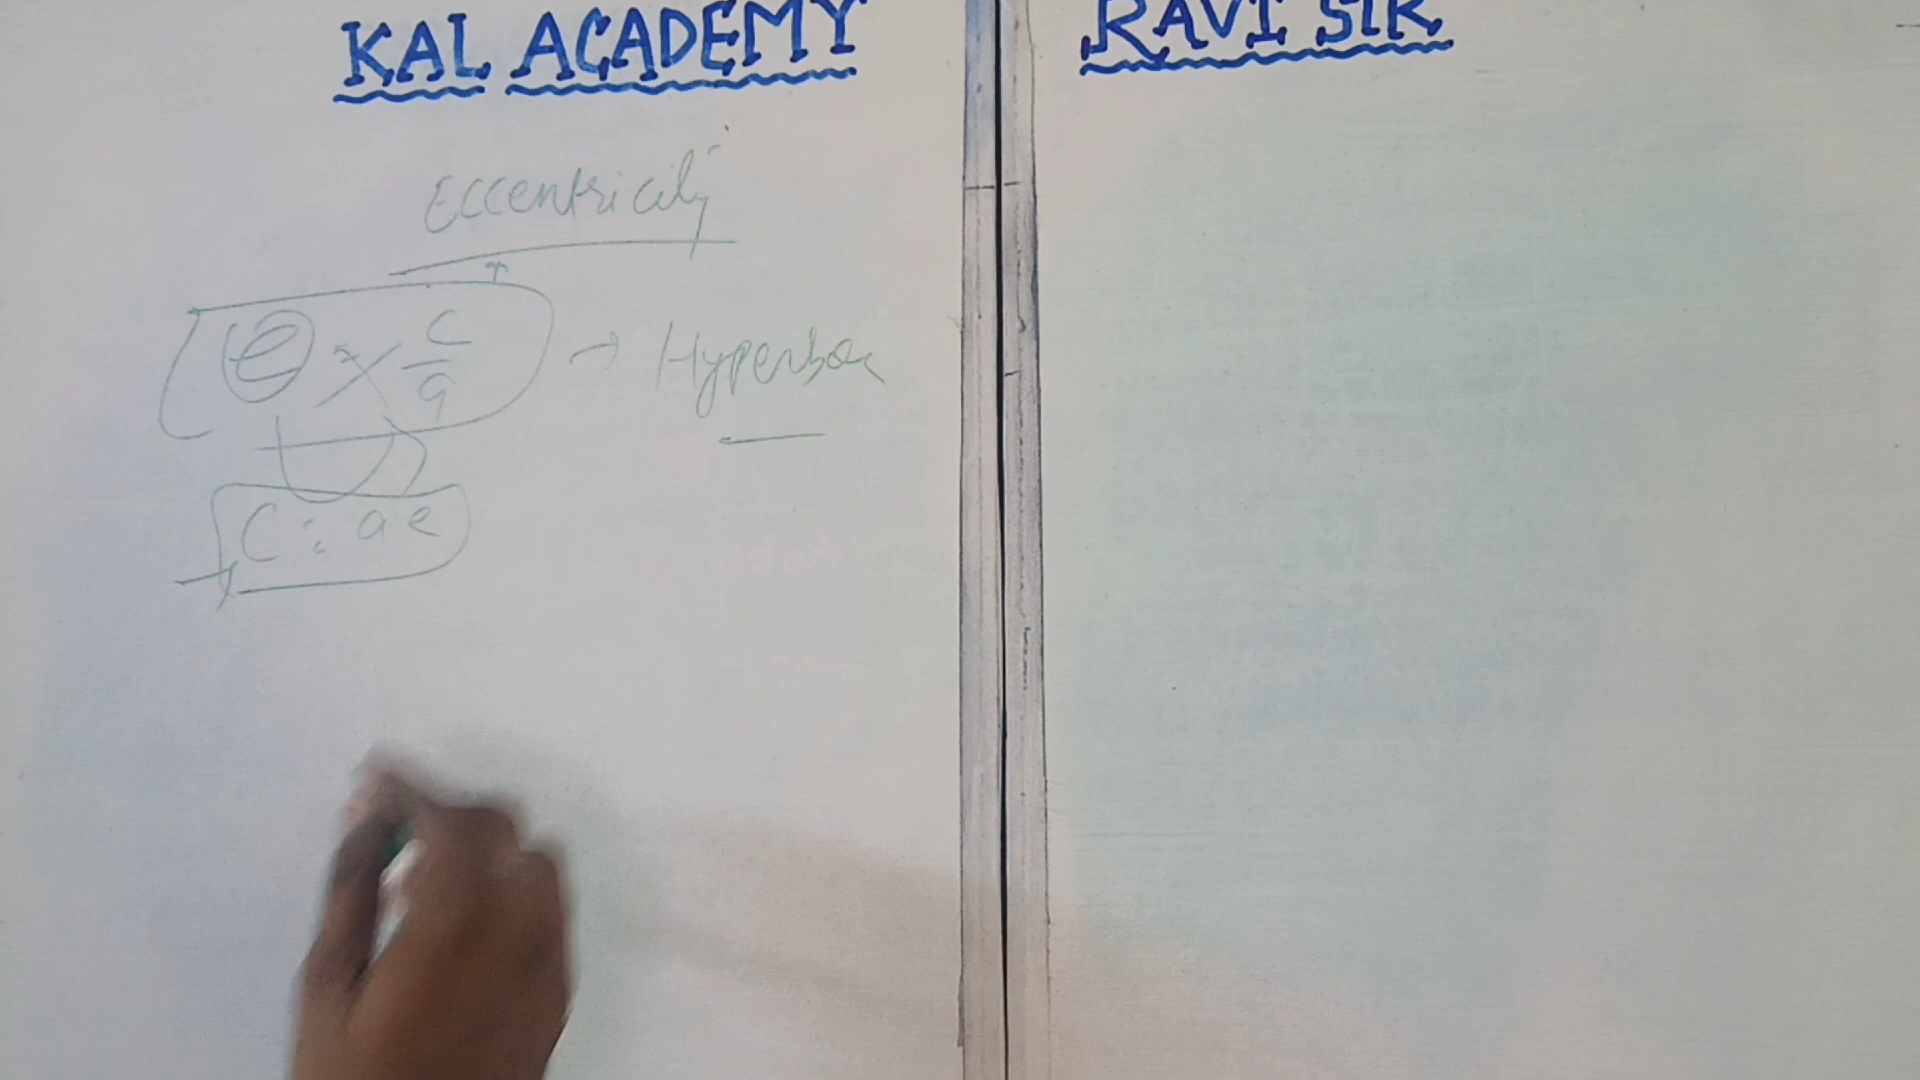 KAL ACADEMY
RAVI SIR
Eccentricity
e = c/a → Hyperbola
C = ae